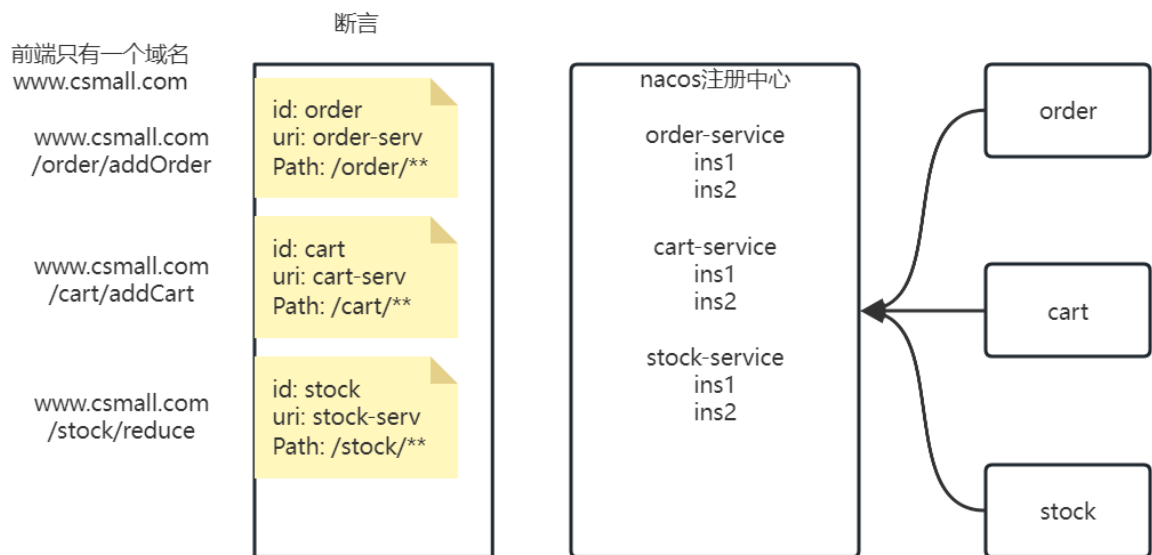 断言
前端只有一个域名
www.csmall.com
www.csmall.com
/order/addOrder
www.csmall.com
/cart/addCart
www.csmall.com
/stock/reduce
id: order
uri: order-serv
Path: /order/**
id: cart
uri: cart-serv
Path: /cart/**
id: stock
uri: stock-serv
Path: /stock/**
nacos注册中心
order-service
ins1
ins2
cart-service
ins1
ins2
stock-service
ins1
ins2
order
cart
stock